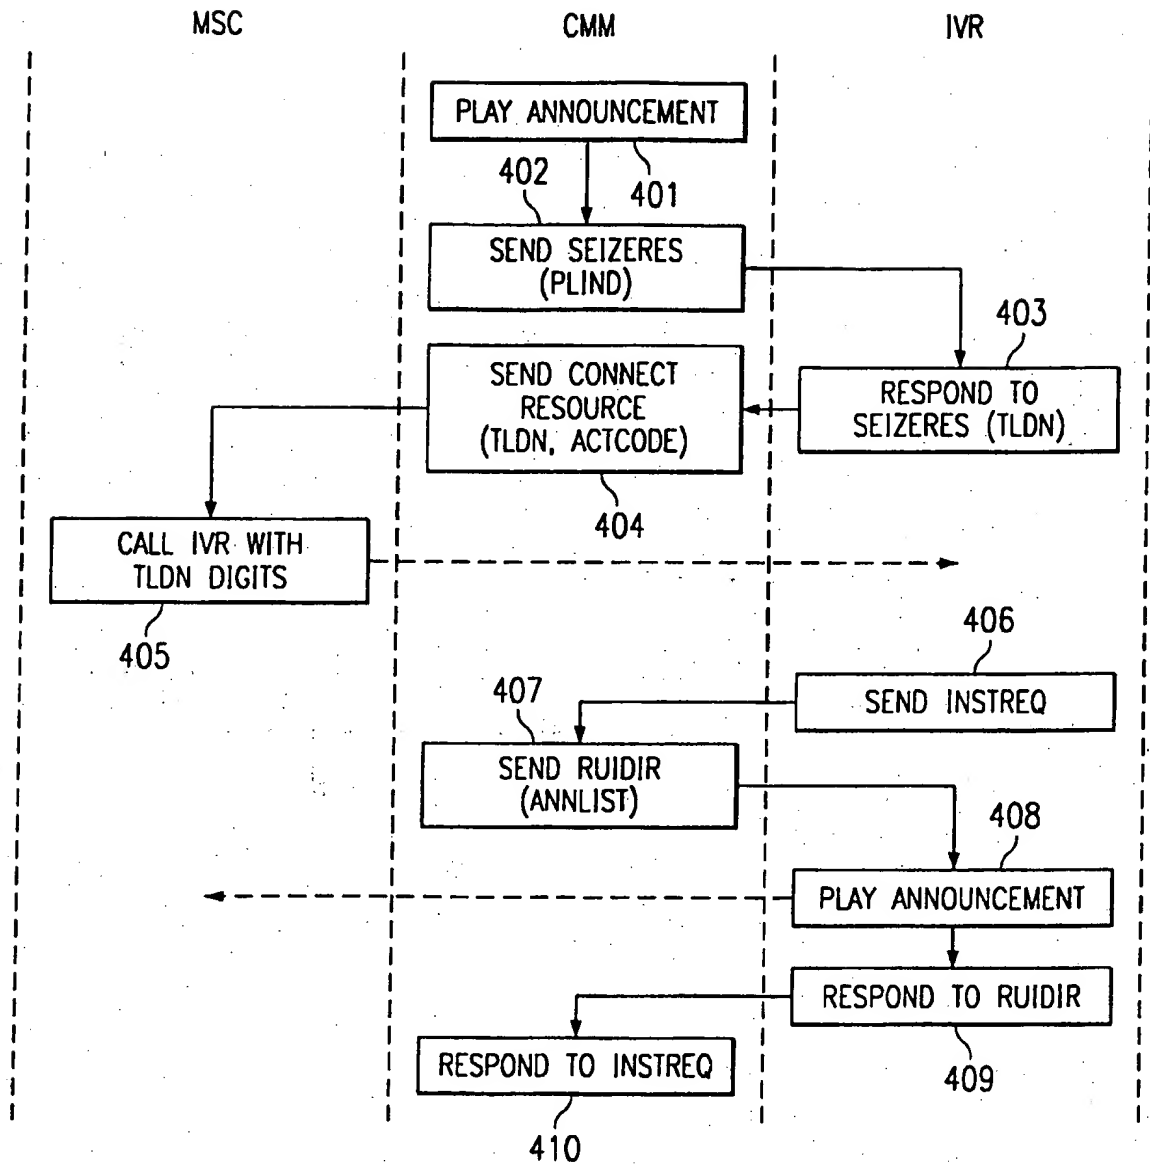 MSC CMM IVR
PLAY ANNOUNCEMENT
401
402
SEND SEIZERES
(PLIND)
403
RESPOND TO
SEIZERES (TLDN)
SEND CONNECT
RESOURCE
(TLDN, ACTCODE)
404
CALL IVR WITH
TLDN DIGITS
405
406
SEND INSTREQ
407
SEND RUIDIR
(ANNLIST)
408
PLAY ANNOUNCEMENT
RESPOND TO RUIDIR
409
RESPOND TO INSTREQ
410